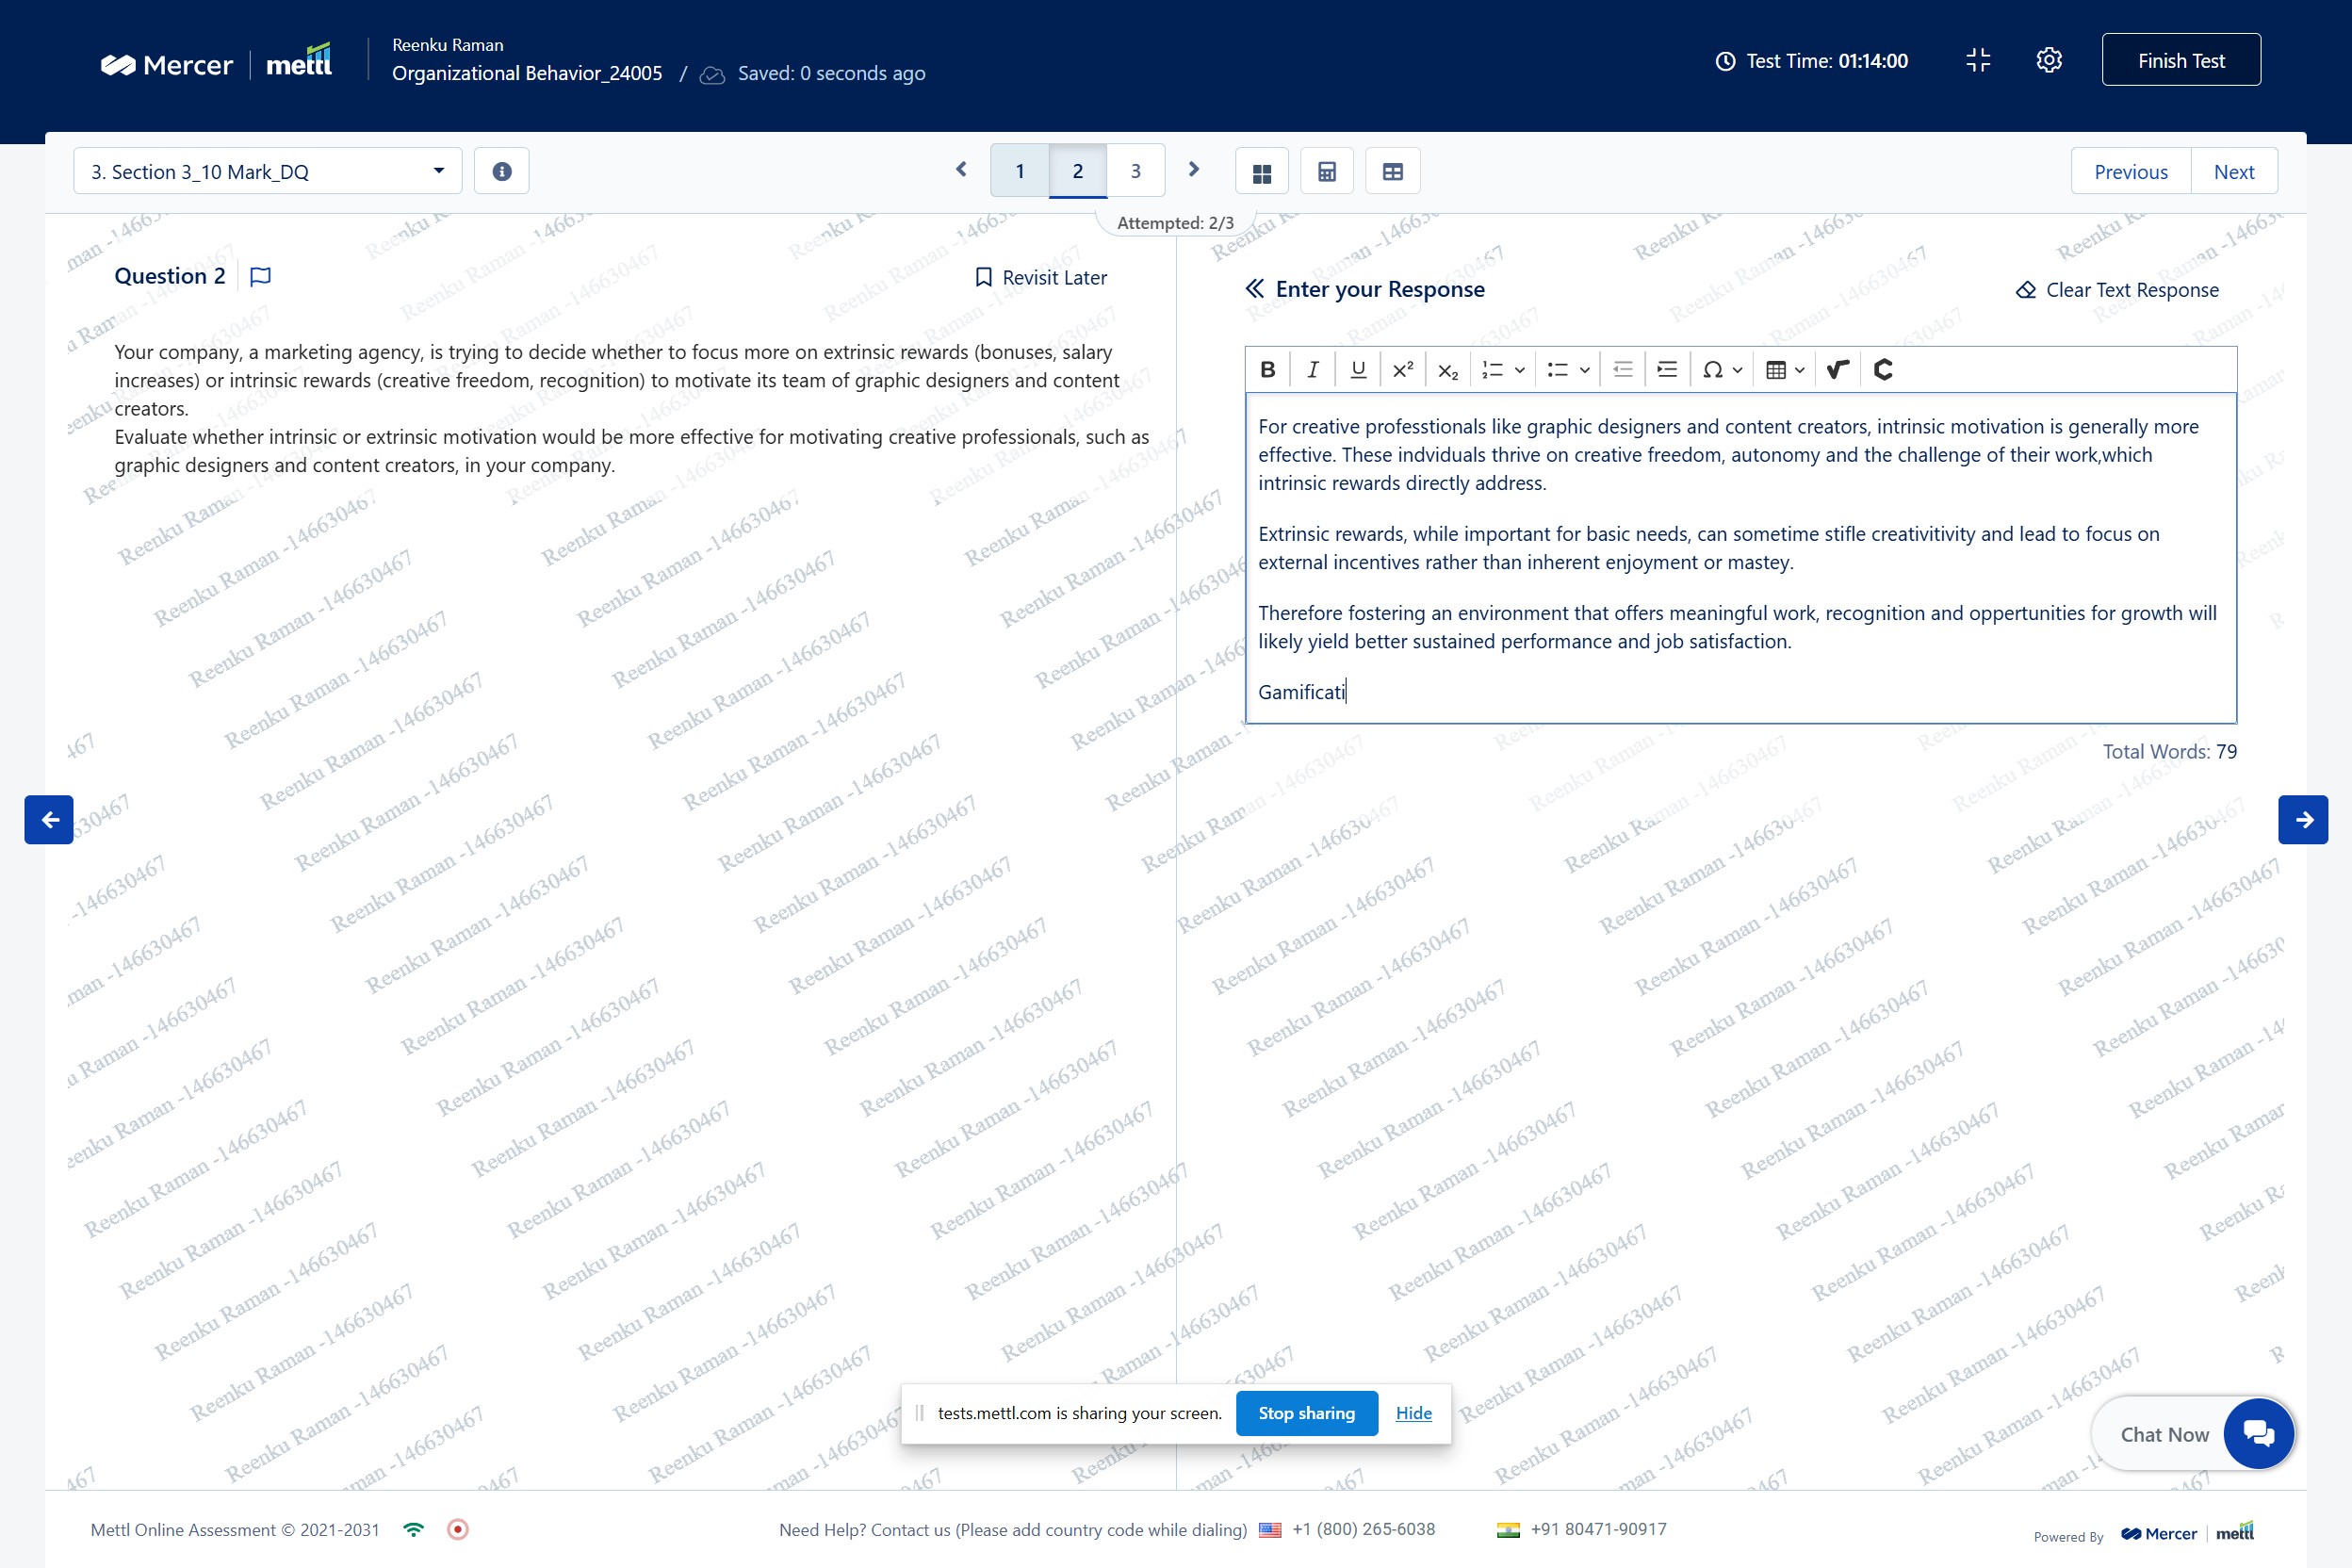 Mercer | mettl
Reenku Raman
Organizational Behavior_24005 / Saved: 0 seconds ago
Test Time: 01:14:00
Finish Test
3. Section 3_10 Mark_DQ
1 2 3
Previous Next
Attempted: 2/3
Question 2
Revisit Later
Your company, a marketing agency, is trying to decide whether to focus more on extrinsic rewards (bonuses, salary
increases) or intrinsic rewards (creative freedom, recognition) to motivate its team of graphic designers and content
creators.
Evaluate whether intrinsic or extrinsic motivation would be more effective for motivating creative professionals, such as
graphic designers and content creators, in your company.
Enter your Response
Clear Text Response
B I U x² x₂ Ω
For creative professtionals like graphic designers and content creators, intrinsic motivation is generally more
effective. These indviduals thrive on creative freedom, autonomy and the challenge of their work,which
intrinsic rewards directly address.
Extrinsic rewards, while important for basic needs, can sometime stifle creativitivity and lead to focus on
external incentives rather than inherent enjoyment or mastey.
Therefore fostering an environment that offers meaningful work, recognition and oppertunities for growth will
likely yield better sustained performance and job satisfaction.
Gamificati
Total Words: 79
Reenku Raman -146630467
tests.mettl.com is sharing your screen. Stop sharing Hide
Chat Now
Mettl Online Assessment © 2021-2031
Need Help? Contact us (Please add country code while dialing) +1 (800) 265-6038 +91 80471-90917
Powered By Mercer | mettl